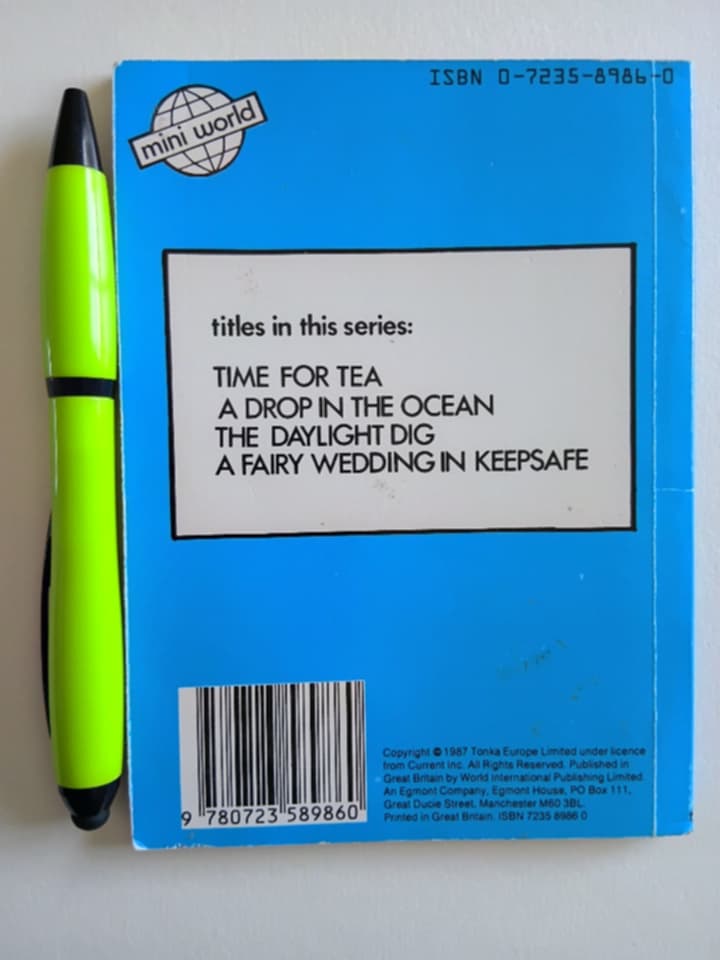 ISBN 0-7235-8986-0
mini world
titles in this series:
TIME FOR TEA
A DROP IN THE OCEAN
THE DAYLIGHT DIG
A FAIRY WEDDING IN KEEPSAFE
Copyright © 1987 Tonka Europe Limited under licence
from Current Inc. All Rights Reserved. Published in
Great Britain by World International Publishing Limited.
An Egmont Company, Egmont House, PO Box 111,
Great Ducie Street, Manchester M60 3BL.
Printed in Great Britain. ISBN 7235 8986 0
9 780723 589860